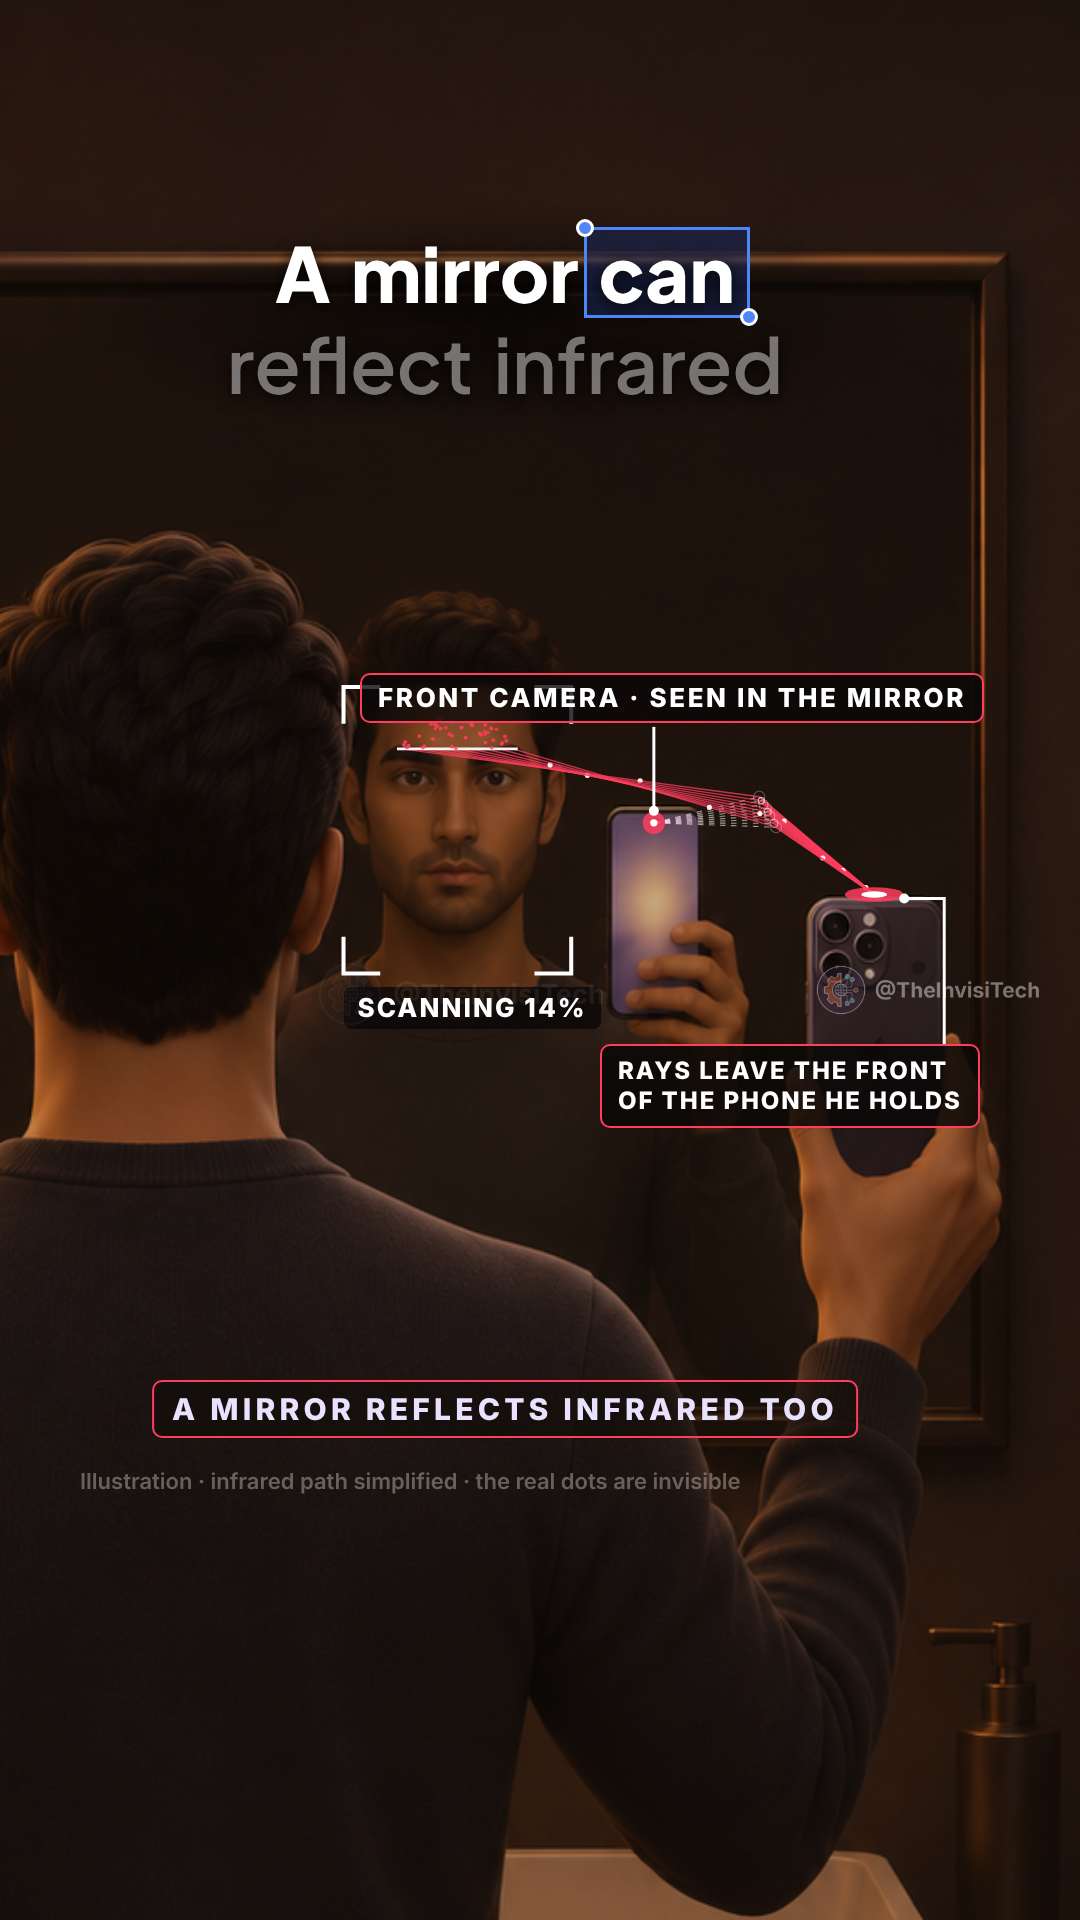 A mirror can
reflect infrared
FRONT CAMERA · SEEN IN THE MIRROR
@TheInvisiTech
SCANNING 14%
@TheInvisiTech
RAYS LEAVE THE FRONT
OF THE PHONE HE HOLDS
A MIRROR REFLECTS INFRARED TOO
Illustration · infrared path simplified · the real dots are invisible